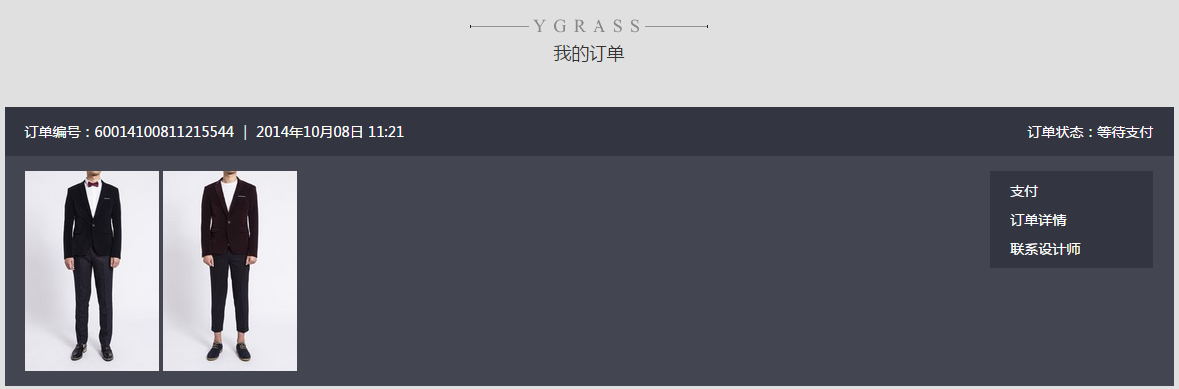 YGRASS
我的订单
订单编号：60014100811215544 | 2014年10月08日 11:21
订单状态：等待支付
支付
订单详情
联系设计师